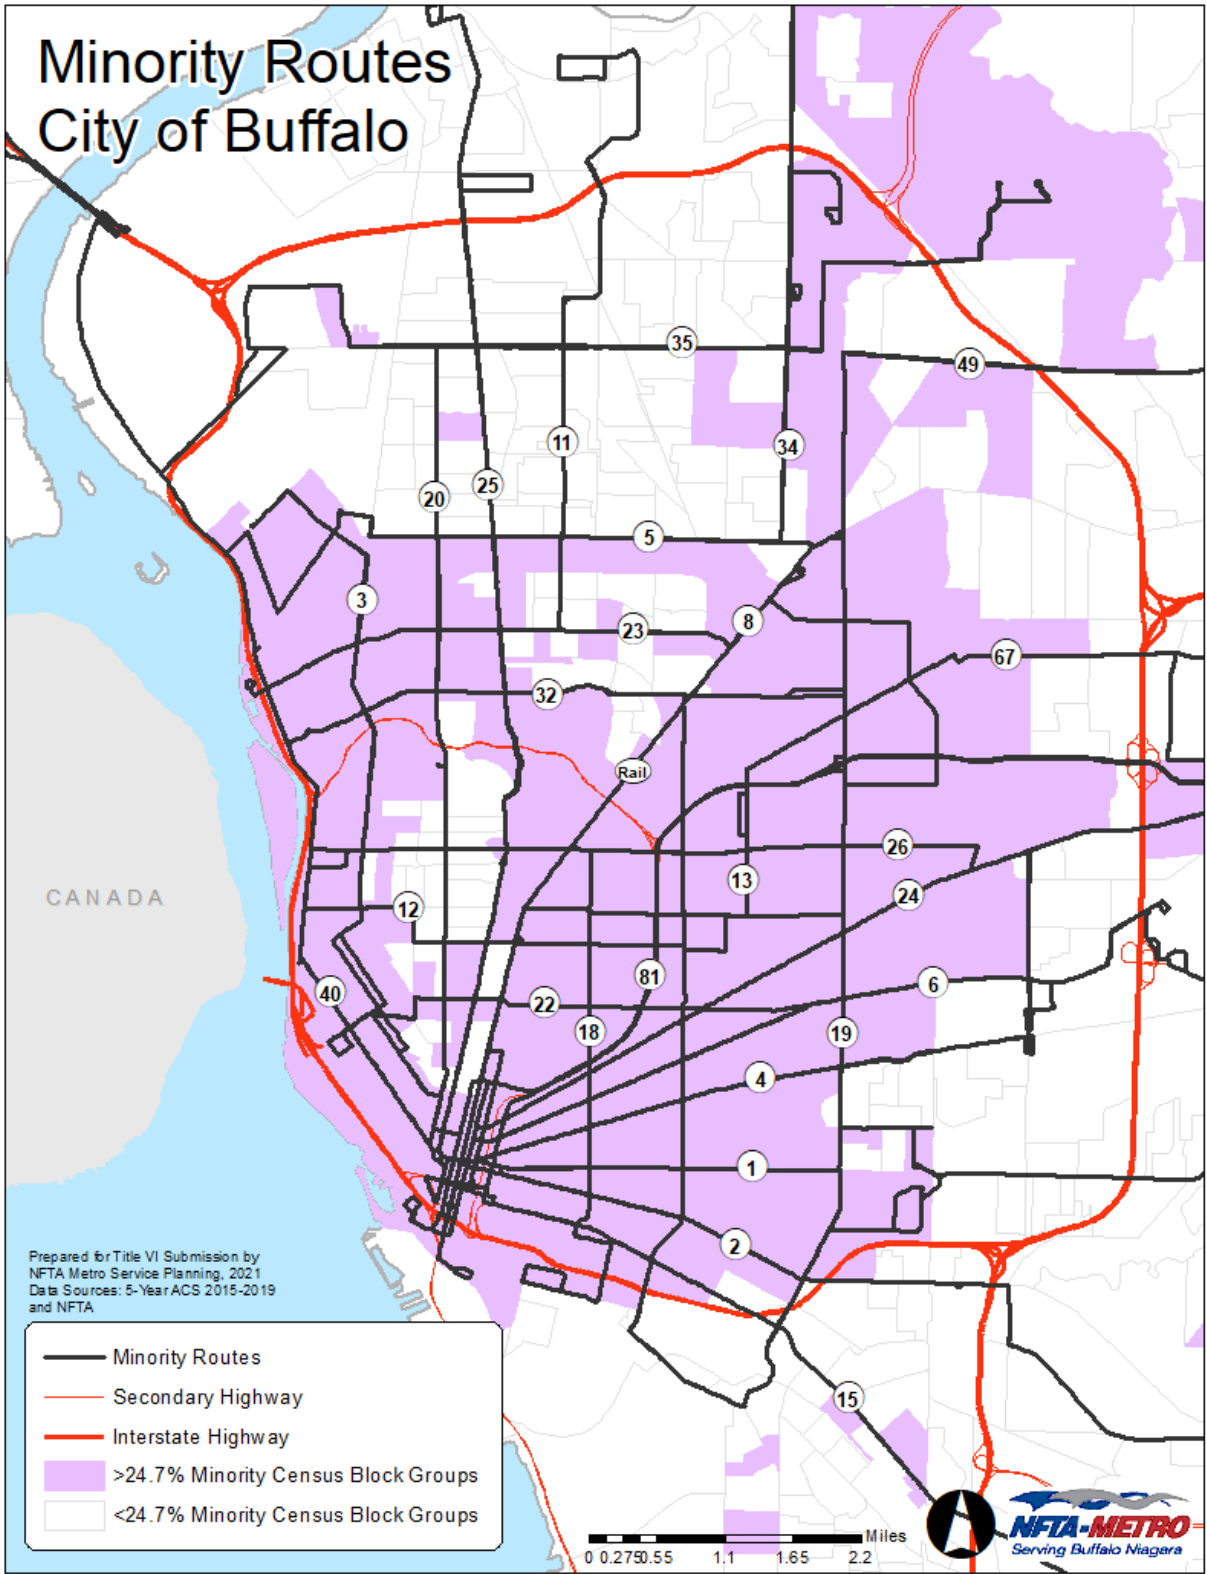 Minority Routes
City of Buffalo
35
49
11
34
20
25
5
3
8
23
67
32
Rail
26
13
24
12
CANADA
81
6
40
22
18
19
4
1
2
15
Prepared for Title VI Submission by
NFTA Metro Service Planning, 2021
Data Sources: 5-Year ACS 2015-2019
and NFTA
Minority Routes
Secondary Highway
Interstate Highway
>24.7% Minority Census Block Groups
<24.7% Minority Census Block Groups
Miles
0 0.275 0.55 1.1 1.65 2.2
NFTA-METRO
Serving Buffalo Niagara